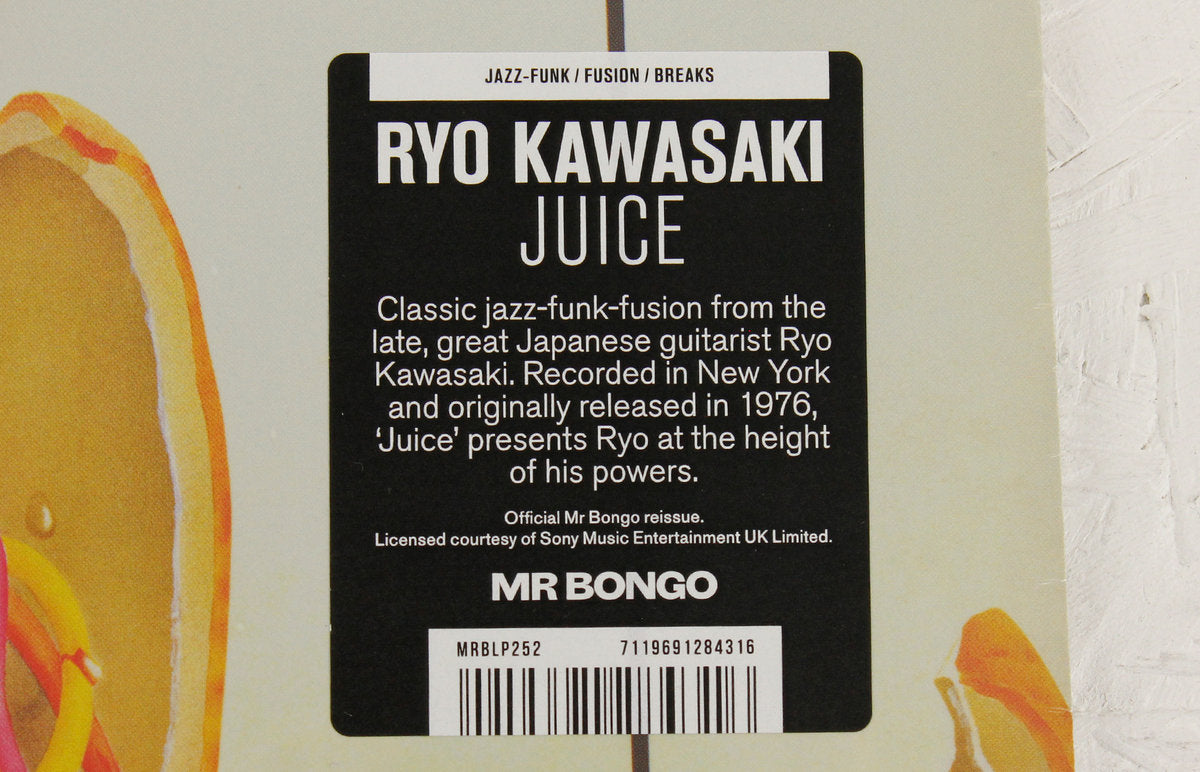 JAZZ-FUNK / FUSION / BREAKS
RYO KAWASAKI
JUICE
Classic jazz-funk-fusion from the
late, great Japanese guitarist Ryo
Kawasaki. Recorded in New York
and originally released in 1976,
‘Juice’ presents Ryo at the height
of his powers.
Official Mr Bongo reissue.
Licensed courtesy of Sony Music Entertainment UK Limited.
MR BONGO
MRBLP252 7119691284316